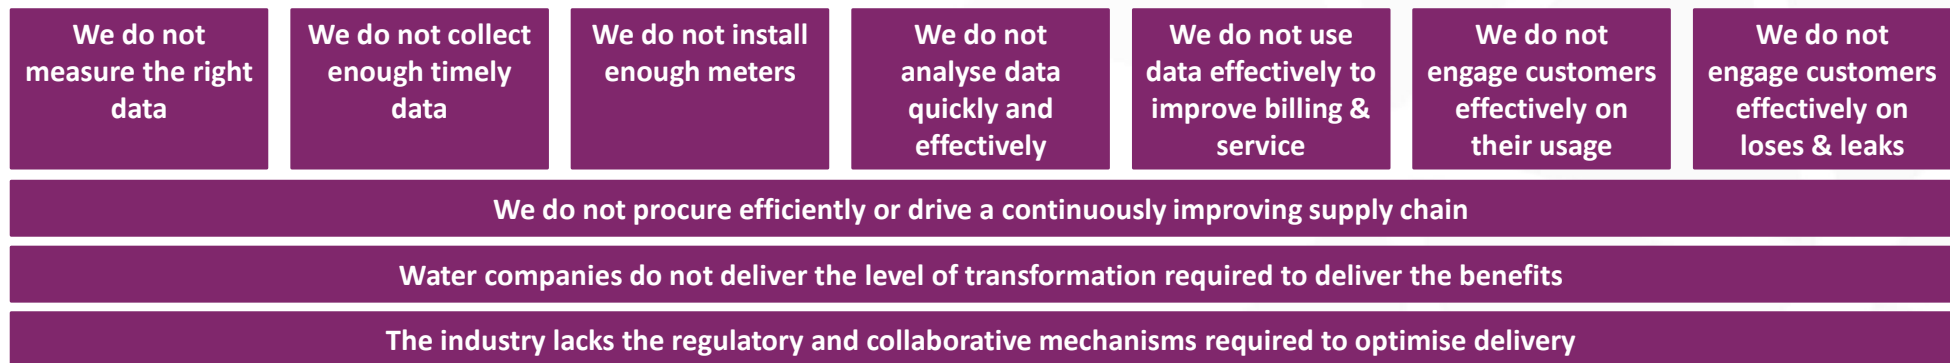 We do not
measure the right
data
We do not collect
enough timely
data
We do not install
enough meters
We do not
analyse data
quickly and
effectively
We do not use
data effectively to
improve billing &
service
We do not
engage customers
effectively on
their usage
We do not
engage customers
effectively on
loses & leaks
We do not procure efficiently or drive a continuously improving supply chain
Water companies do not deliver the level of transformation required to deliver the benefits
The industry lacks the regulatory and collaborative mechanisms required to optimise delivery